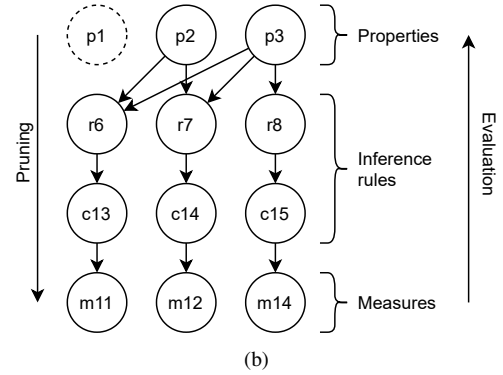 p1 p2 p3 Properties
Pruning
Evaluation
r6 r7 r8
Inference
rules
c13 c14 c15
m11 m12 m14 Measures
(b)